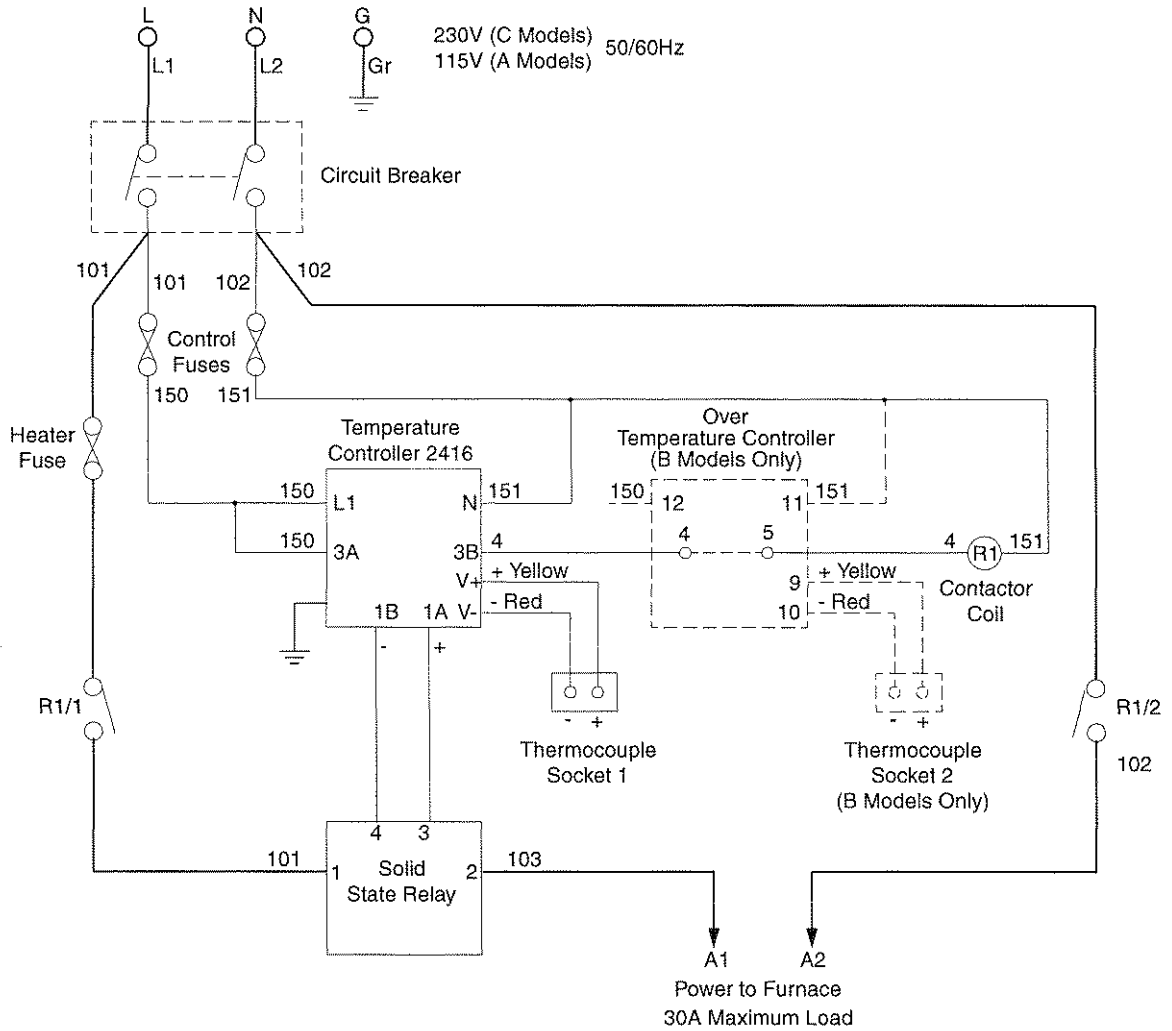 L N G
230V (C Models) 50/60Hz
115V (A Models)
L1 L2 Gr
Circuit Breaker
101 101 102 102
Control
Fuses
150 151
Heater
Fuse
Temperature
Controller 2416
Over
Temperature Controller
(B Models Only)
150 L1 N 151
150 12 11 151
150 3A 3B 4
4 5
4 R1 151
Contactor
Coil
V+ + Yellow
V- - Red
9 + Yellow
10 - Red
1B 1A
- +
R1/1
R1/2
102
- +
Thermocouple
Socket 1
- +
Thermocouple
Socket 2
(B Models Only)
4 3
101 1 2 103
Solid
State Relay
A1 A2
Power to Furnace
30A Maximum Load